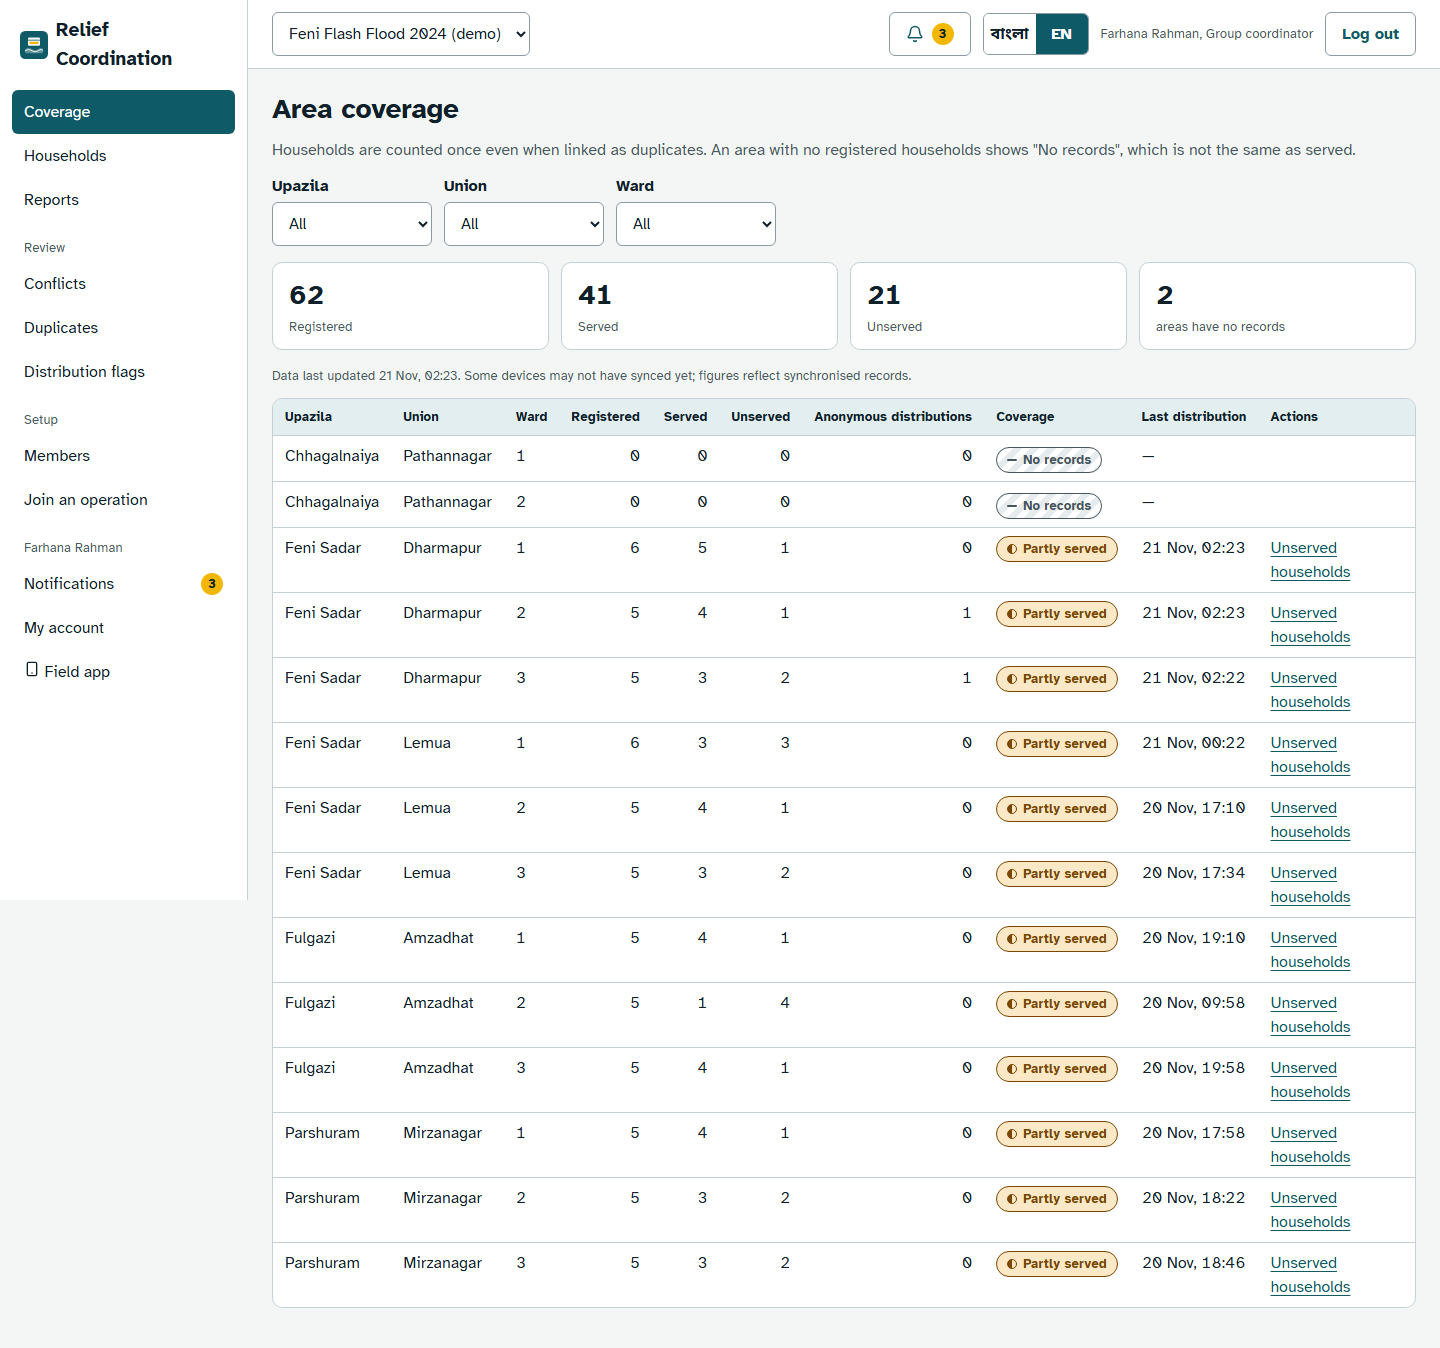 Relief
Coordination
Coverage
Households
Reports
Review
Conflicts
Duplicates
Distribution flags
Setup
Members
Join an operation
Farhana Rahman
Notifications 3
My account
Field app
Feni Flash Flood 2024 (demo) 3 বাংলা EN Farhana Rahman, Group coordinator Log out
Area coverage
Households are counted once even when linked as duplicates. An area with no registered households shows "No records", which is not the same as served.
Upazila Union Ward
All All All
62 41 21 2
Registered Served Unserved areas have no records
Data last updated 21 Nov, 02:23. Some devices may not have synced yet; figures reflect synchronised records.
Upazila Union Ward Registered Served Unserved Anonymous distributions Coverage Last distribution Actions
Chhagalnaiya Pathannagar 1 0 0 0 0 — No records —
Chhagalnaiya Pathannagar 2 0 0 0 0 — No records —
Feni Sadar Dharmapur 1 6 5 1 0 Partly served 21 Nov, 02:23 Unserved
households
Feni Sadar Dharmapur 2 5 4 1 1 Partly served 21 Nov, 02:23 Unserved
households
Feni Sadar Dharmapur 3 5 3 2 1 Partly served 21 Nov, 02:22 Unserved
households
Feni Sadar Lemua 1 6 3 3 0 Partly served 21 Nov, 00:22 Unserved
households
Feni Sadar Lemua 2 5 4 1 0 Partly served 20 Nov, 17:10 Unserved
households
Feni Sadar Lemua 3 5 3 2 0 Partly served 20 Nov, 17:34 Unserved
households
Fulgazi Amzadhat 1 5 4 1 0 Partly served 20 Nov, 19:10 Unserved
households
Fulgazi Amzadhat 2 5 1 4 0 Partly served 20 Nov, 09:58 Unserved
households
Fulgazi Amzadhat 3 5 4 1 0 Partly served 20 Nov, 19:58 Unserved
households
Parshuram Mirzanagar 1 5 4 1 0 Partly served 20 Nov, 17:58 Unserved
households
Parshuram Mirzanagar 2 5 3 2 0 Partly served 20 Nov, 18:22 Unserved
households
Parshuram Mirzanagar 3 5 3 2 0 Partly served 20 Nov, 18:46 Unserved
households